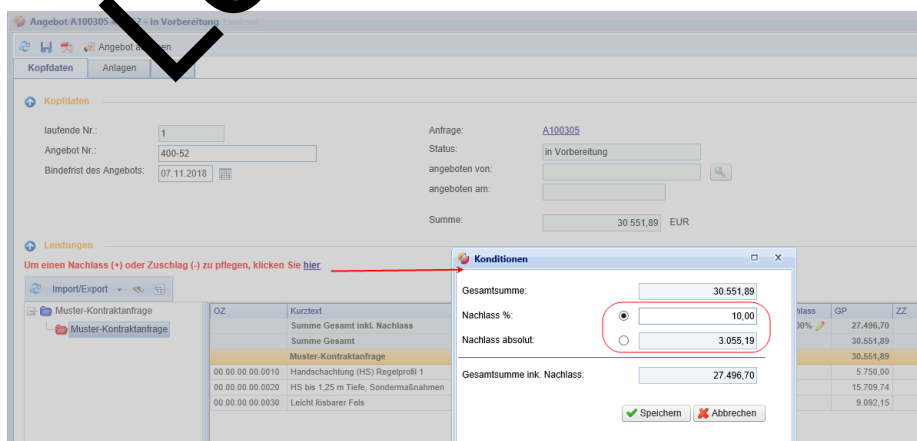 Angebot A100305 - in Vorbereitung
Angebot
Kopfdaten Anlagen
Kopfdaten
laufende Nr.: 1
Angebot Nr.: 400-52
Bindefrist des Angebots: 07.11.2018
Anfrage: A100305
Status: in Vorbereitung
angeboten von:
angeboten am:
Summe: 30.551,89 EUR
Leistungen
Um einen Nachlass (+) oder Zuschlag (-) zu pflegen, klicken Sie hier
Import/Export
Muster-Kontraktanfrage
Muster-Kontraktanfrage
OZ Kurztext GP ZZ
Summe Gesamt inkl. Nachlass 27.496,70
Summe Gesamt 30.551,89
Muster-Kontraktanfrage 30.551,89
00.00.00.00.0010 Handschachtung (HS) Regelprofil 1 5.750,00
00.00.00.00.0020 HS bis 1,25 m Tiefe, Sondermaßnahmen 15.709,74
00.00.00.00.0030 Leicht lösbarer Fels 9.092,15
Konditionen
Gesamtsumme: 30.551,89
Nachlass %: 10,00
Nachlass absolut: 3.055,19
Gesamtsumme ink. Nachlass: 27.496,70
Speichern Abbrechen